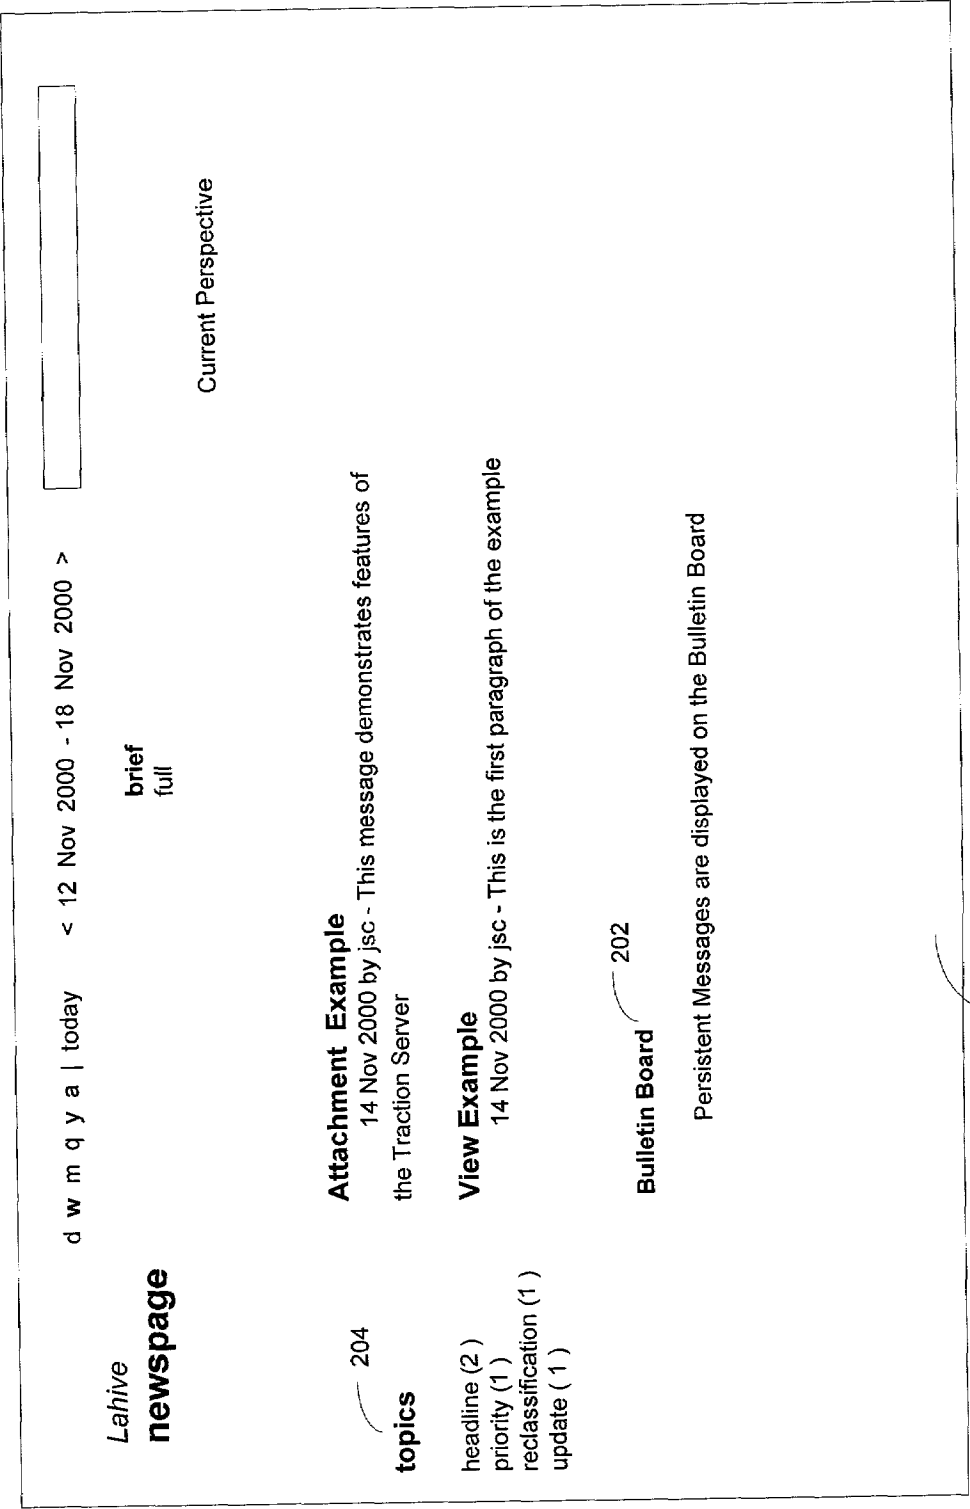 d w m q y a | today < 12 Nov 2000 - 18 Nov 2000 >
Lahive
newspage
brief
full
Current Perspective
204
topics
headline (2 )
priority (1 )
reclassification (1 )
update ( 1 )
Attachment Example
14 Nov 2000 by jsc - This message demonstrates features of
the Traction Server
View Example
14 Nov 2000 by jsc - This is the first paragraph of the example
Bulletin Board
202
Persistent Messages are displayed on the Bulletin Board